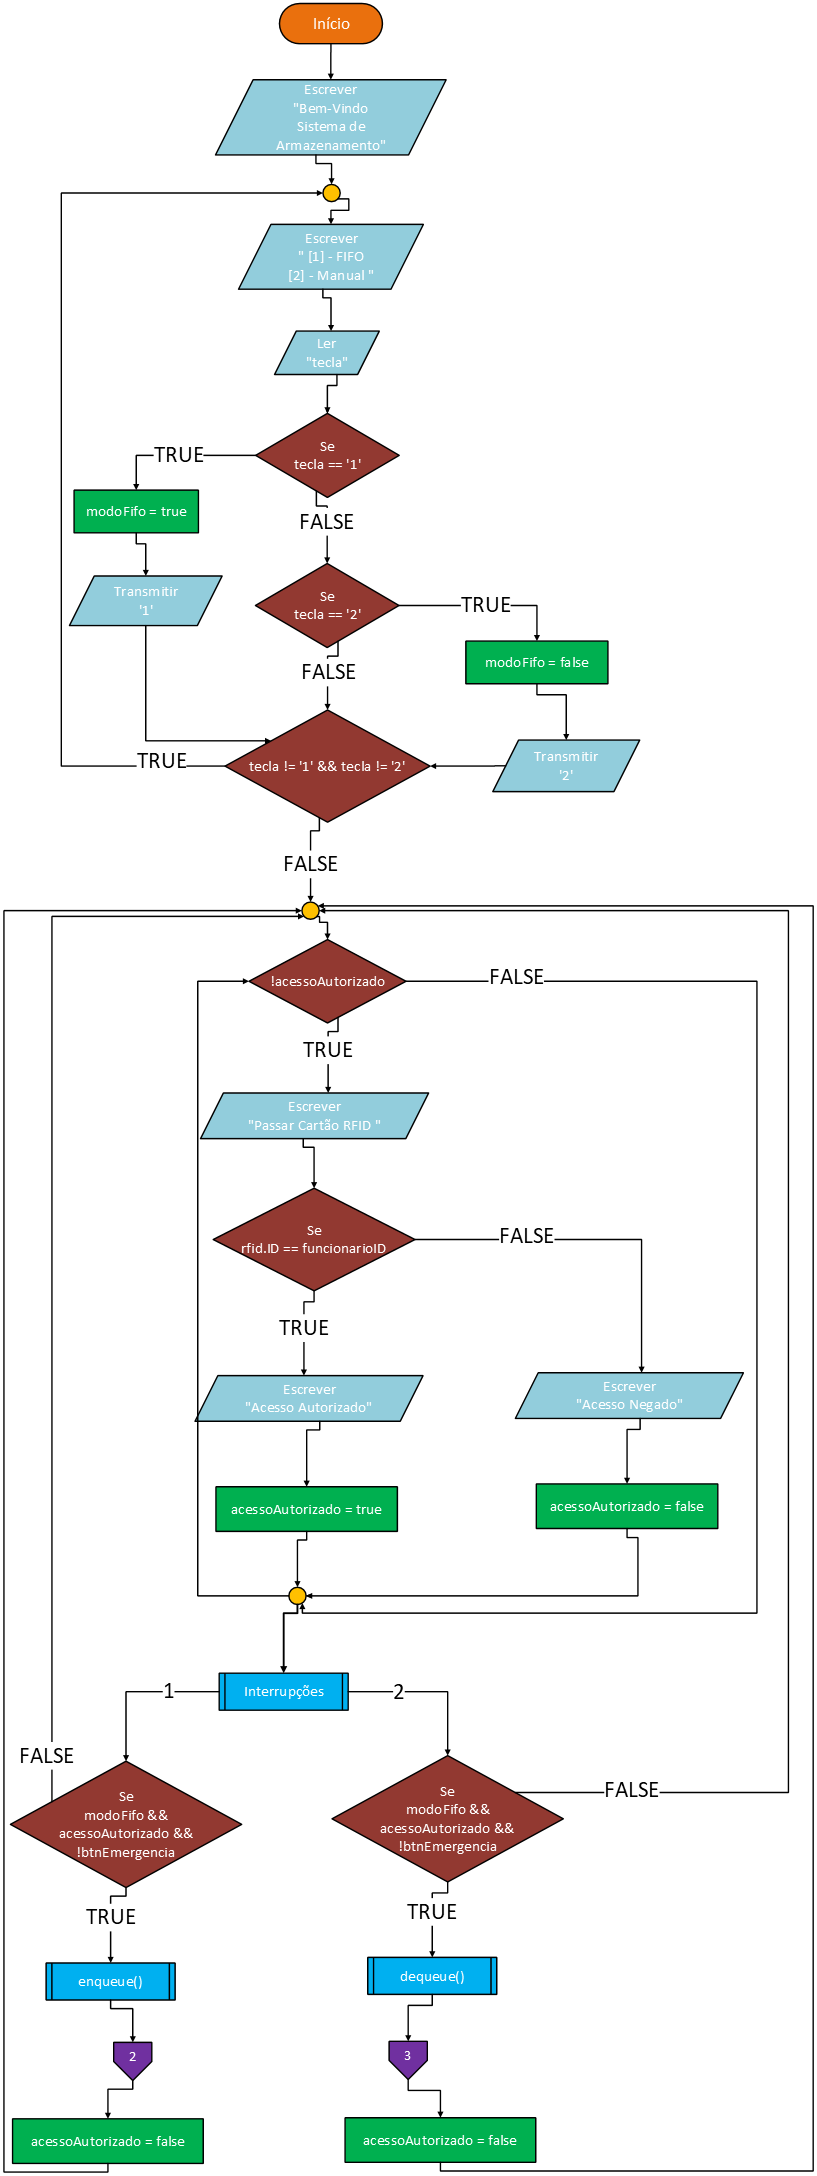 Início
Escrever
"Bem-Vindo
Sistema de
Armazenamento"
Escrever
" [1] - FIFO
[2] - Manual "
Ler
"tecla"
Se
tecla == '1'
TRUE
modoFifo = true
Transmitir
'1'
FALSE
Se
tecla == '2'
TRUE
modoFifo = false
Transmitir
'2'
FALSE
tecla != '1' && tecla != '2'
TRUE
FALSE
!acessoAutorizado
FALSE
TRUE
Escrever
"Passar Cartão RFID "
Se
rfid.ID == funcionarioID
FALSE
TRUE
Escrever
"Acesso Autorizado"
Escrever
"Acesso Negado"
acessoAutorizado = true
acessoAutorizado = false
Interrupções
1
2
FALSE
Se
modoFifo &&
acessoAutorizado &&
!btnEmergencia
Se
modoFifo &&
acessoAutorizado &&
!btnEmergencia
FALSE
TRUE
TRUE
enqueue()
dequeue()
2
3
acessoAutorizado = false
acessoAutorizado = false